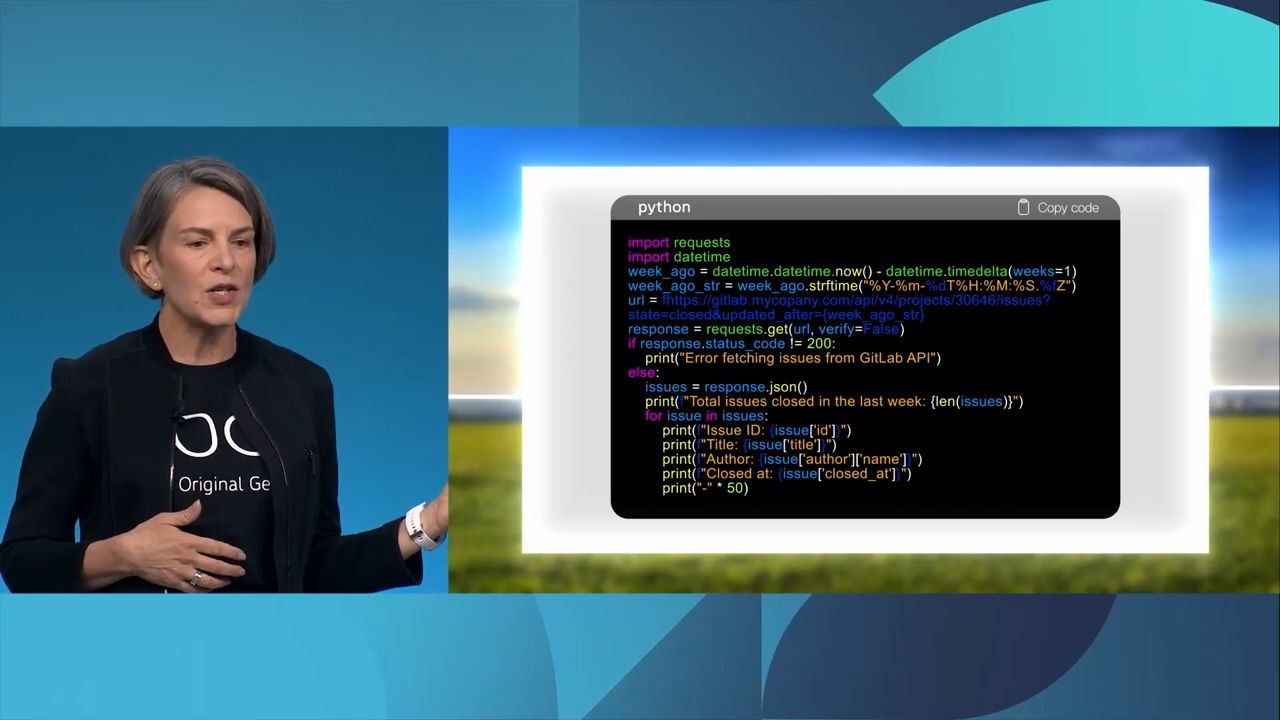 OC
Original Ge
python
Copy code
import requests
import datetime
week_ago = datetime.datetime.now() - datetime.timedelta(weeks=1)
week_ago_str = week_ago.strftime("%Y-%m-%dT%H:%M:%S.%fZ")
url = fhttps://gitlab.mycopany.com/api/v4/projects/30646/issues?
state=closed&updated_after={week_ago_str}
response = requests.get(url, verify=False)
if response.status_code != 200:
print("Error fetching issues from GitLab API")
else:
issues = response.json()
print(f"Total issues closed in the last week: {len(issues)}")
for issue in issues:
print(f"Issue ID: {issue['id']}")
print(f"Title: {issue['title']}")
print(f"Author: {issue['author']['name']}")
print(f"Closed at: {issue['closed_at']}")
print("-" * 50)